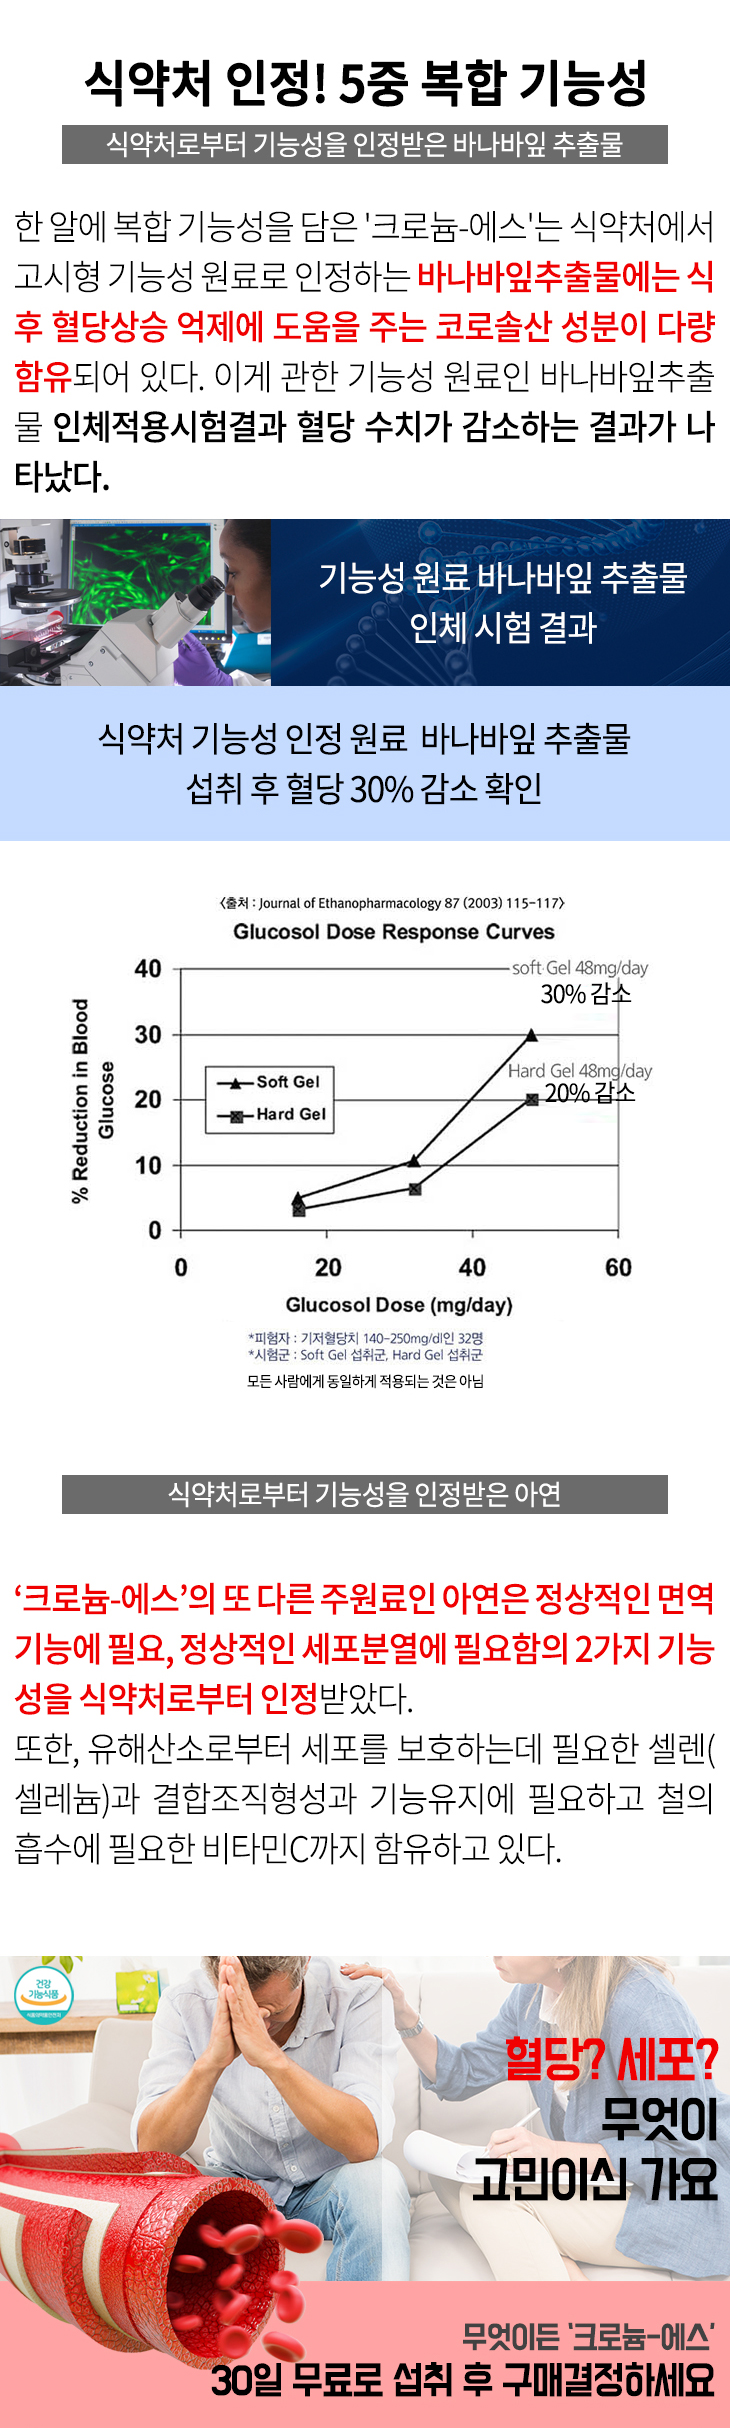 식약처 인정! 5중 복합 기능성
식약처로부터 기능성을 인정받은 바나바잎 추출물
한 알에 복합 기능성을 담은 '크로늄-에스'는 식약처에서
고시형 기능성 원료로 인정하는 바나바잎추출물에는 식
후 혈당상승 억제에 도움을 주는 코로솔산 성분이 다량
함유되어 있다. 이게 관한 기능성 원료인 바나바잎추출
물 인체적용시험결과 혈당 수치가 감소하는 결과가 나
타났다.
기능성 원료 바나바잎 추출물
인체 시험 결과
식약처 기능성 인정 원료 바나바잎 추출물
섭취 후 혈당 30% 감소 확인
<출처 : Journal of Ethanopharmacology 87 (2003) 115-117>
Glucosol Dose Response Curves
% Reduction in Blood
Glucose
40
30
20
10
0
soft Gel 48mg/day
30% 감소
Hard Gel 48mg/day
20% 감소
Soft Gel
Hard Gel
0
20
40
60
Glucosol Dose (mg/day)
*피험자 : 기저혈당치 140-250mg/dl인 32명
*시험군 : Soft Gel 섭취군, Hard Gel 섭취군
모든 사람에게 동일하게 적용되는 것은 아님
식약처로부터 기능성을 인정받은 아연
‘크로늄-에스’의 또 다른 주원료인 아연은 정상적인 면역
기능에 필요, 정상적인 세포분열에 필요함의 2가지 기능
성을 식약처로부터 인정받았다.
또한, 유해산소로부터 세포를 보호하는데 필요한 셀렌(
셀레늄)과 결합조직형성과 기능유지에 필요하고 철의
흡수에 필요한 비타민C까지 함유하고 있다.
건강
기능식품
식품의약품안전처
혈당? 세포?
무엇이
고민이신 가요
무엇이든 '크로늄-에스'
30일 무료로 섭취 후 구매결정하세요